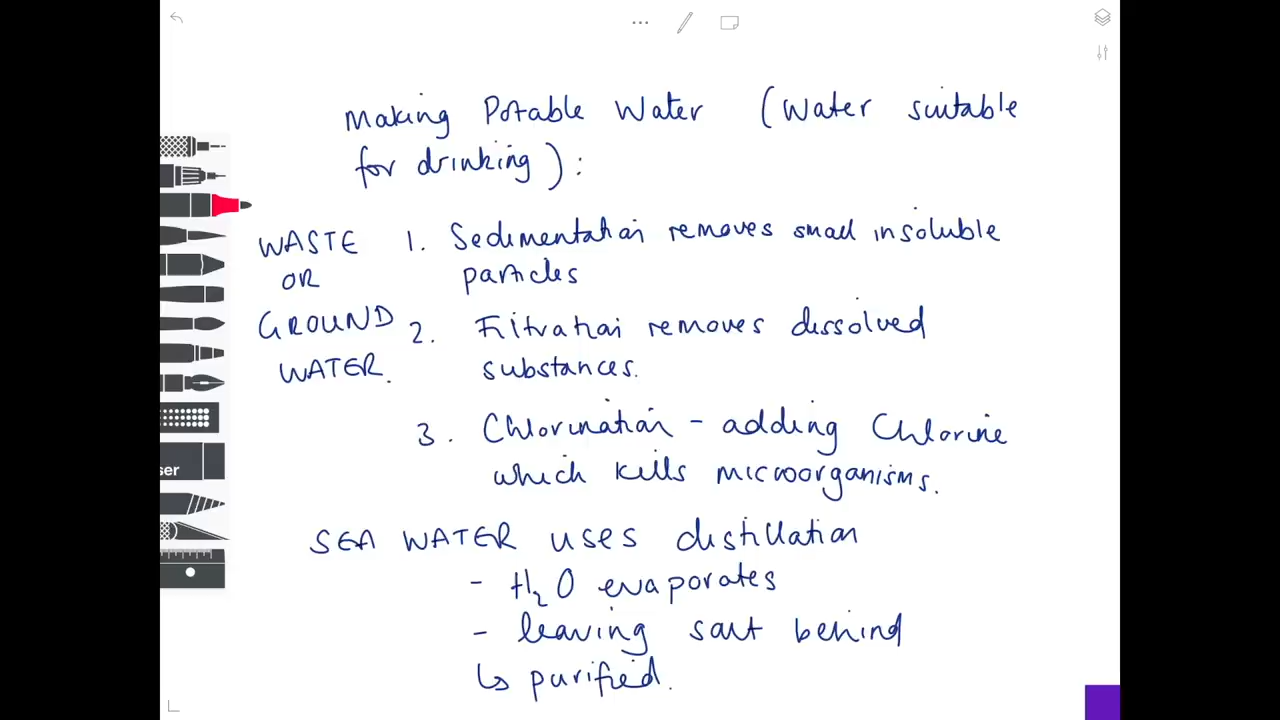 Making Potable Water (Water suitable
for drinking):
WASTE OR GROUND WATER.
1. Sedimentation removes small insoluble
particles
2. Filtration removes dissolved
substances.
3. Chlorination - adding Chlorine
which kills microorganisms.
SEA WATER uses distillation
- H₂O evaporates
- leaving salt behind
↳ purified.
ser